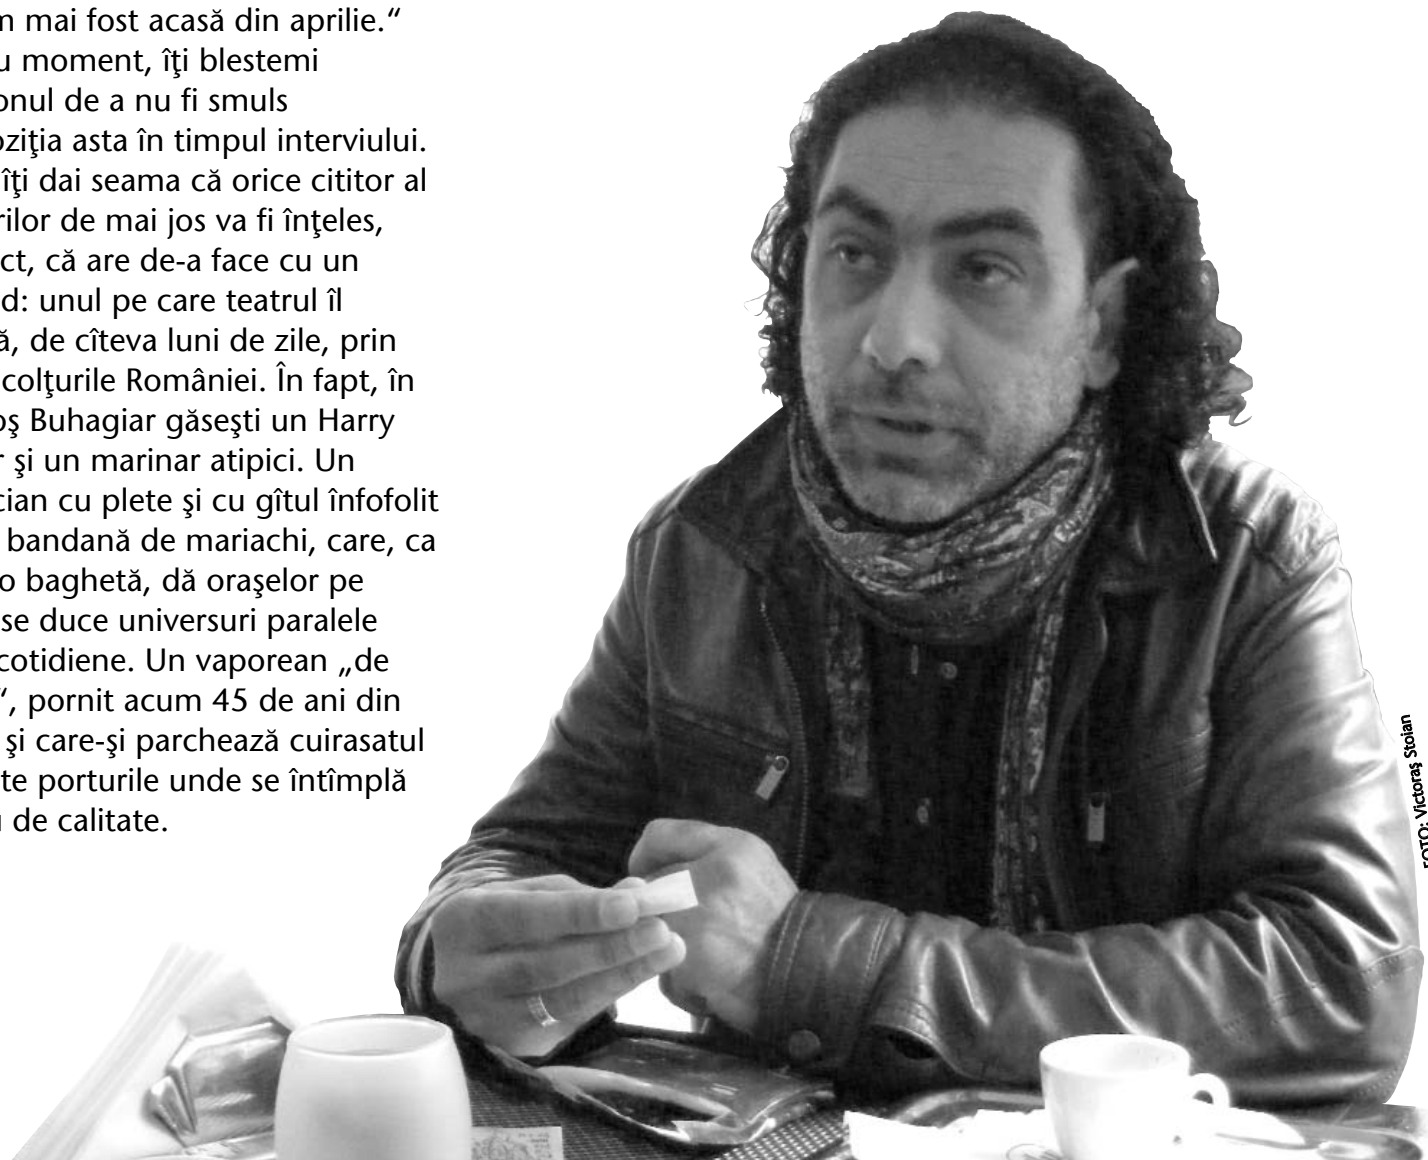 m mai fost acasă din aprilie.“
u moment, îţi blestemi
onul de a nu fi smuls
oziţia asta în timpul interviului.
îţi dai seama că orice cititor al
rilor de mai jos va fi înţeles,
ct, că are de-a face cu un
d: unul pe care teatrul îl
ă, de cîteva luni de zile, prin
colţurile României. În fapt, în
oş Buhagiar găseşti un Harry
r şi un marinar atipici. Un
cian cu plete şi cu gîtul înfofolit
bandană de mariachi, care, ca
o baghetă, dă oraşelor pe
se duce universuri paralele
cotidiene. Un vaporean „de
“, pornit acum 45 de ani din
şi care-şi parchează cuirasatul
te porturile unde se întîmplă
u de calitate.
FOTO: Victoraş Stoian